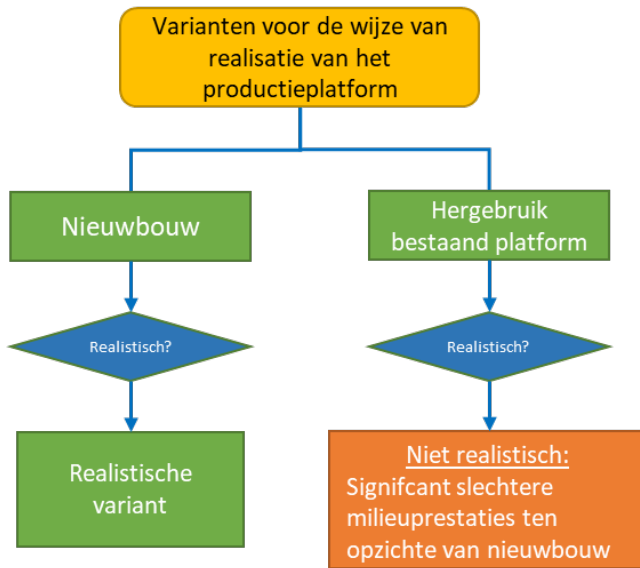 Varianten voor de wijze van
realisatie van het
productieplatform
Nieuwbouw
Hergebruik
bestaand platform
Realistisch?
Realistisch?
Realistische
variant
Niet realistisch:
Signifcant slechtere
milieuprestaties ten
opzichte van nieuwbouw